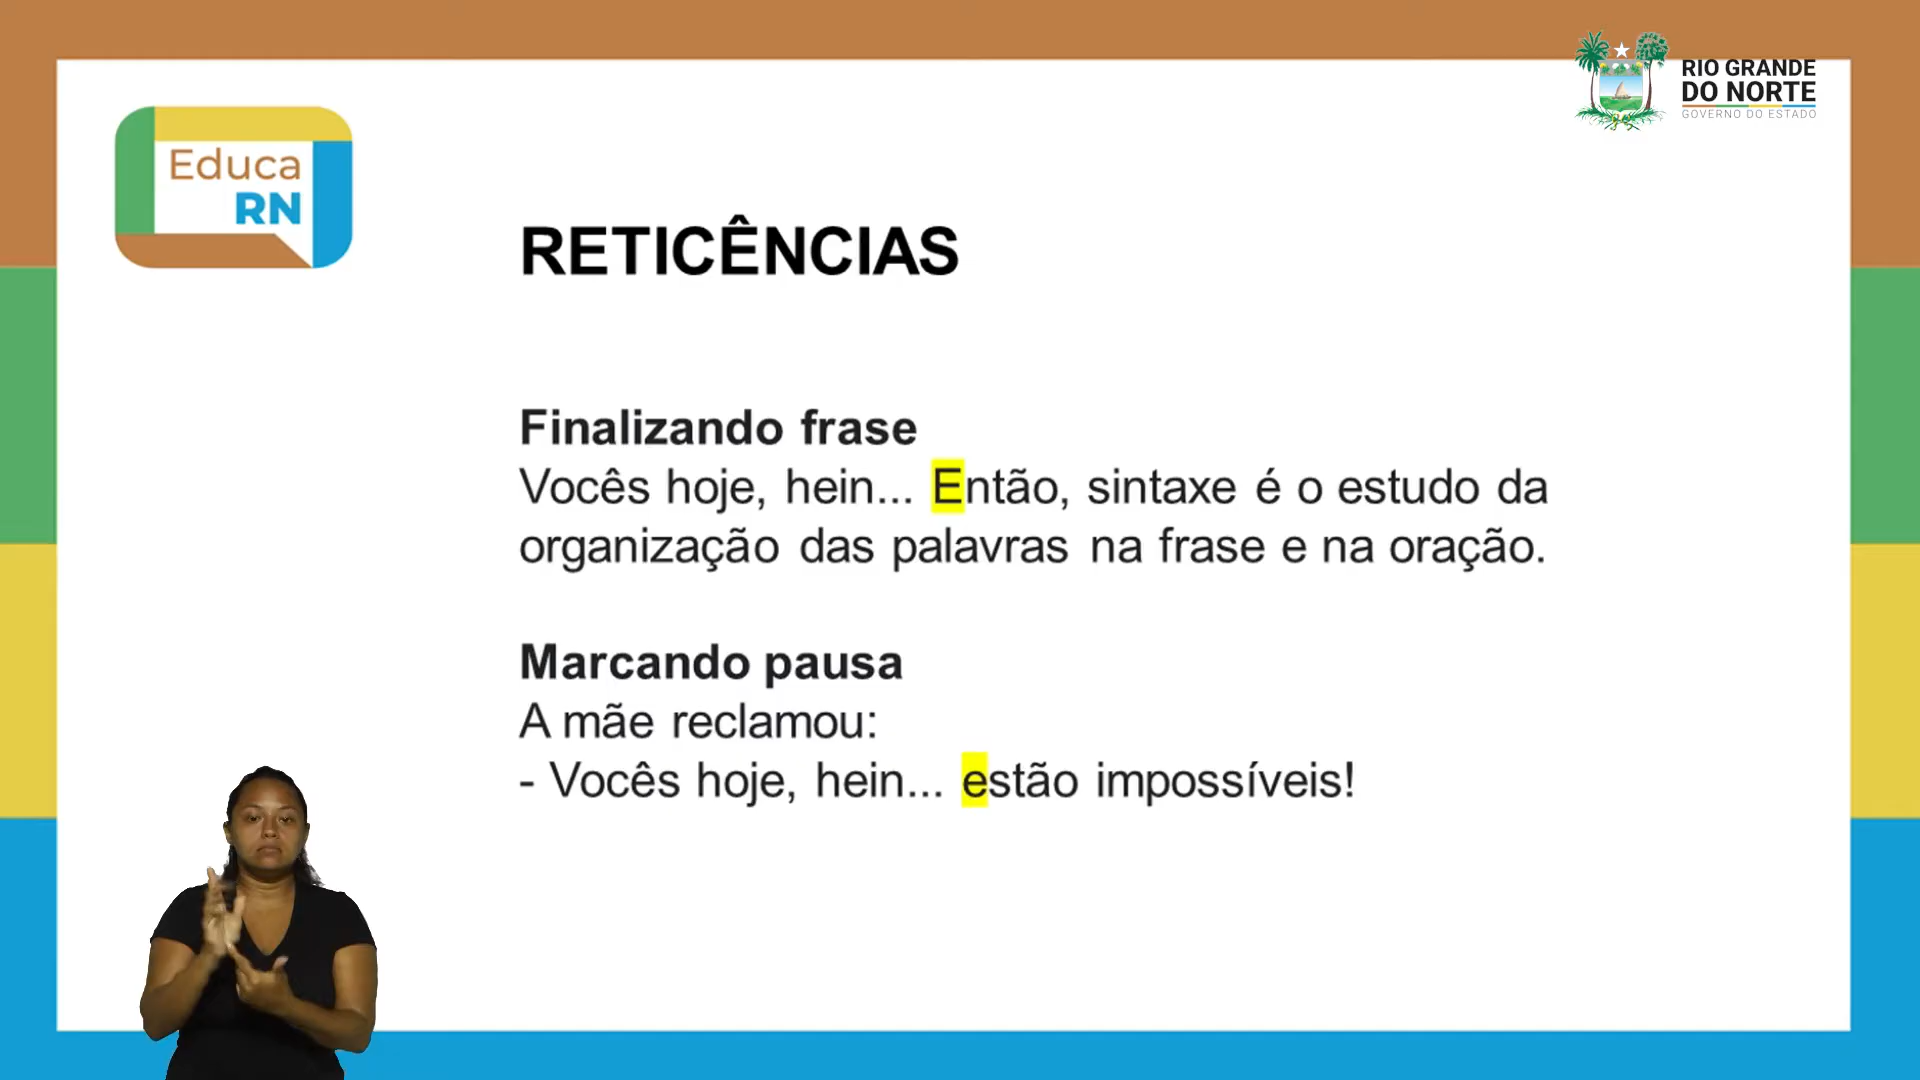 RIO GRANDE
DO NORTE
GOVERNO DO ESTADO
Educa
RN
RETICÊNCIAS
Finalizando frase
Vocês hoje, hein... Então, sintaxe é o estudo da
organização das palavras na frase e na oração.
Marcando pausa
A mãe reclamou:
- Vocês hoje, hein... estão impossíveis!